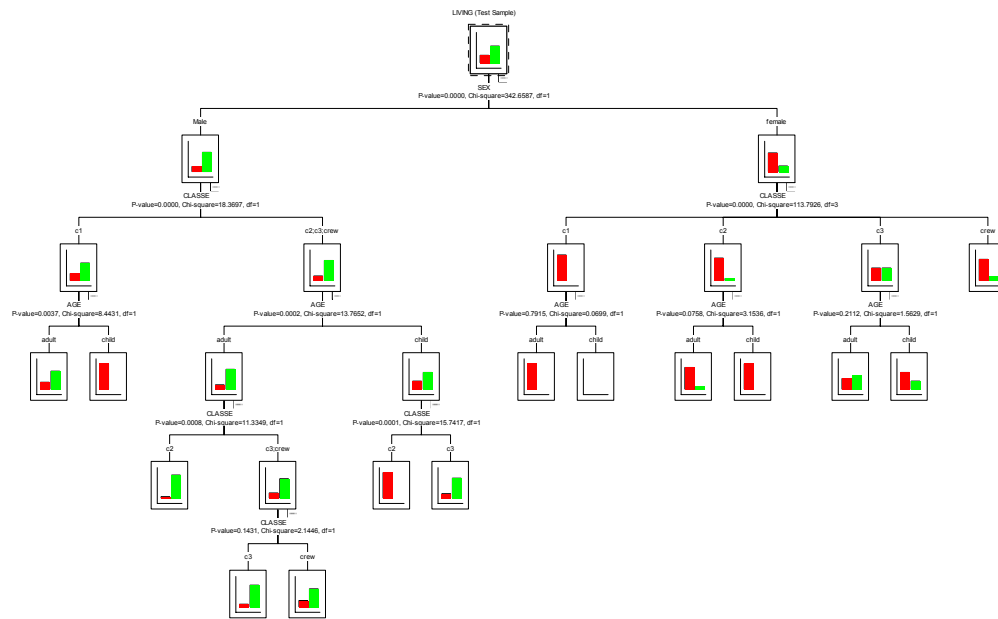 LIVING (Test Sample)
SEX
P-value=0.0000, Chi-square=342.6587, df=1
Male
female
CLASSE
P-value=0.0000, Chi-square=18.3697, df=1
CLASSE
P-value=0.0000, Chi-square=113.7926, df=3
c1
c2;c3;crew
c1
c2
c3
crew
AGE
P-value=0.0037, Chi-square=8.4431, df=1
AGE
P-value=0.0002, Chi-square=13.7652, df=1
AGE
P-value=0.7915, Chi-square=0.0699, df=1
AGE
P-value=0.0758, Chi-square=3.1536, df=1
AGE
P-value=0.2112, Chi-square=1.5629, df=1
adult
child
adult
child
adult
child
adult
child
adult
child
CLASSE
P-value=0.0008, Chi-square=11.3349, df=1
CLASSE
P-value=0.0001, Chi-square=15.7417, df=1
c2
c3;crew
c2
c3
CLASSE
P-value=0.1431, Chi-square=2.1446, df=1
c3
crew